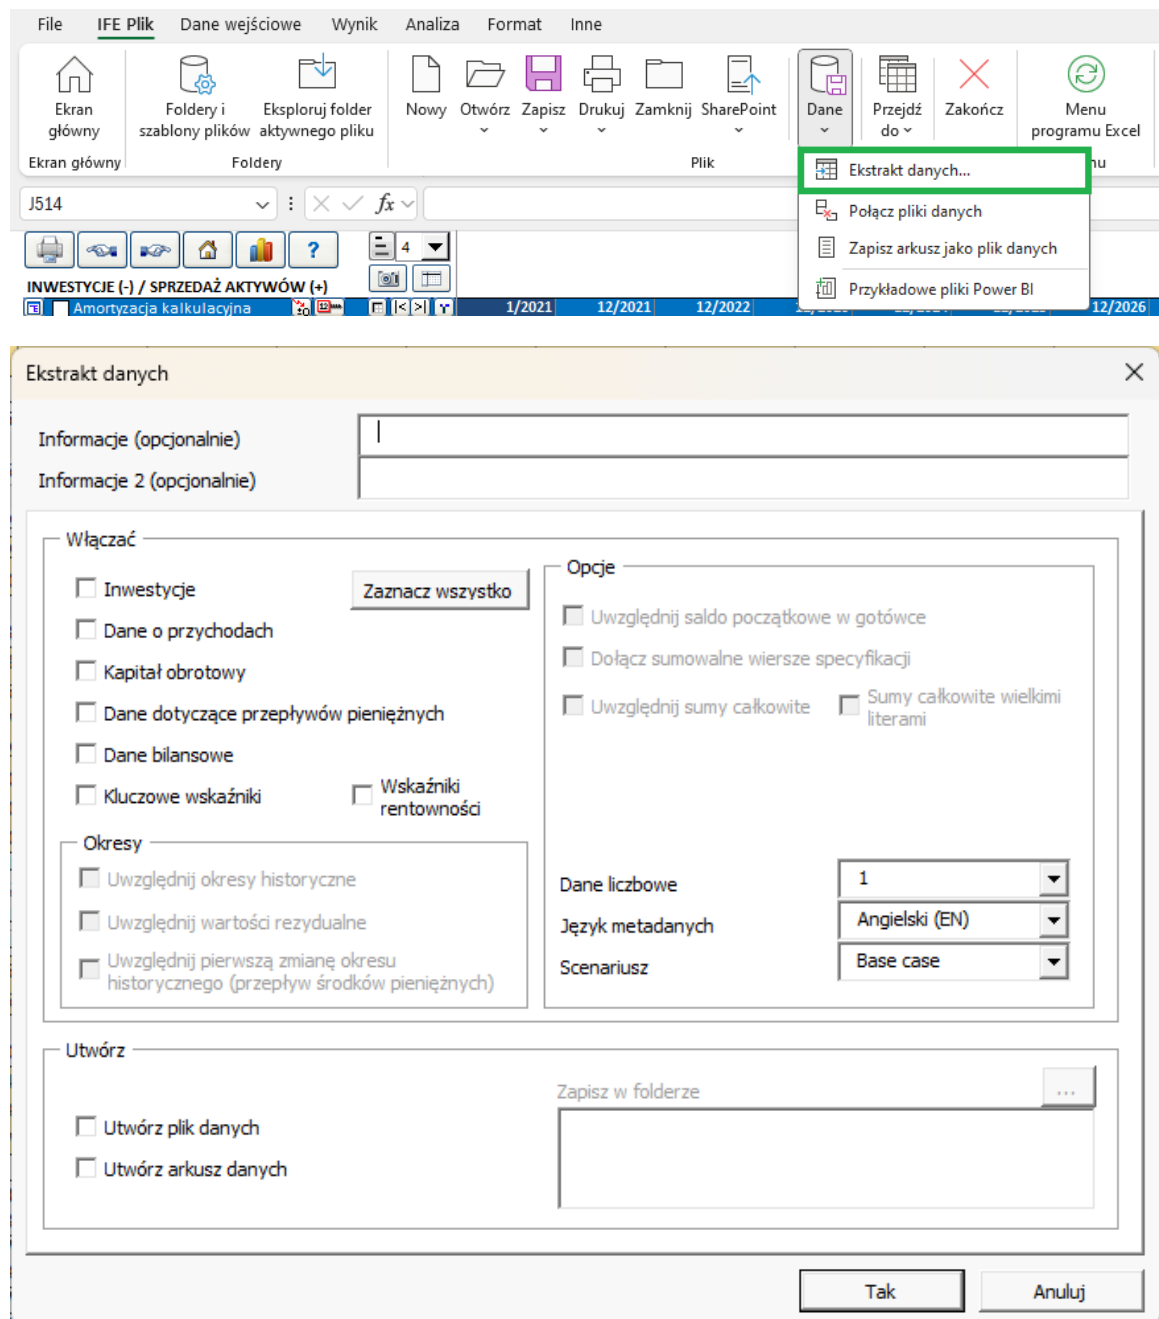 File IFE Plik Dane wejściowe Wynik Analiza Format Inne
Ekran główny
Foldery i szablony plików
Eksploruj folder aktywnego pliku
Nowy Otwórz Zapisz Drukuj Zamknij SharePoint Dane
Przejdź do
Zakończ
Menu programu Excel
Ekran główny Foldery Plik nu
Ekstrakt danych...
J514 fx
Połącz pliki danych
Zapisz arkusz jako plik danych
? 4
INWESTYCJE (-) / SPRZEDAŻ AKTYWÓW (+)
Przykładowe pliki Power BI
Amortyzacja kalkulacyjna 1/2021 12/2021 12/2022 12/2026
Ekstrakt danych
Informacje (opcjonalnie)
Informacje 2 (opcjonalnie)
Włączać
Inwestycje Zaznacz wszystko
Dane o przychodach
Kapitał obrotowy
Dane dotyczące przepływów pieniężnych
Dane bilansowe
Kluczowe wskaźniki
Wskaźniki
rentowności
Okresy
Uwzględnij okresy historyczne
Uwzględnij wartości rezydualne
Uwzględnij pierwszą zmianę okresu
historycznego (przepływ środków pieniężnych)
Opcje
Uwzględnij saldo początkowe w gotówce
Dołącz sumowalne wiersze specyfikacji
Uwzględnij sumy całkowite
Sumy całkowite wielkimi
literami
Dane liczbowe 1
Język metadanych Angielski (EN)
Scenariusz Base case
Utwórz
Utwórz plik danych
Utwórz arkusz danych
Zapisz w folderze ...
Tak Anuluj